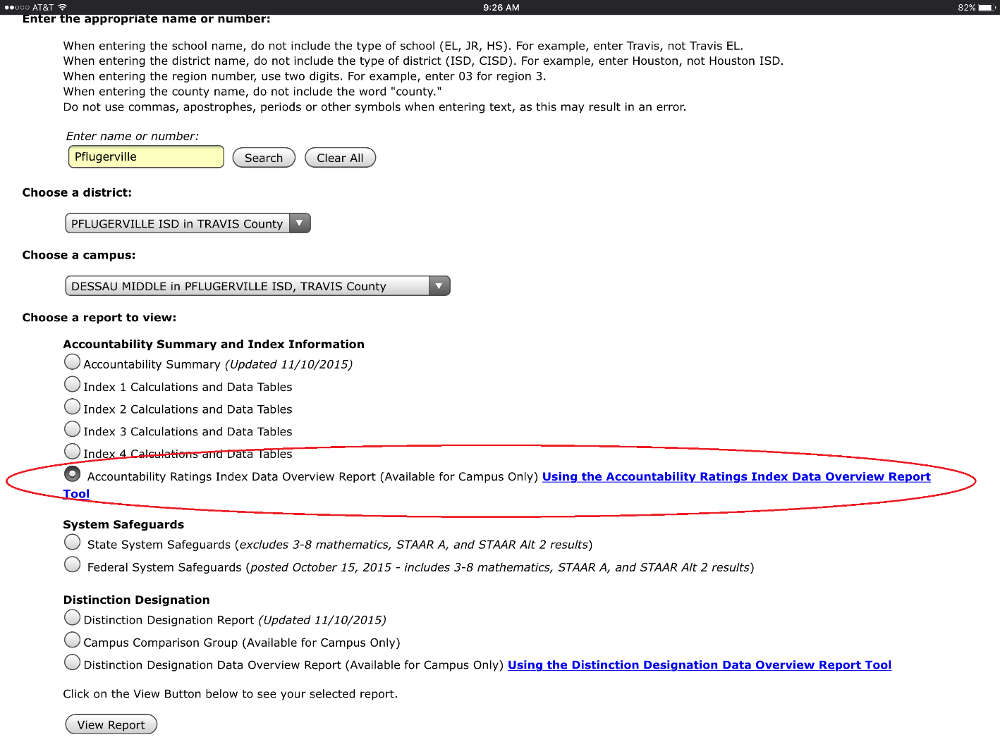 AT&T 9:26 AM 82%
Enter the appropriate name or number:
When entering the school name, do not include the type of school (EL, JR, HS). For example, enter Travis, not Travis EL.
When entering the district name, do not include the type of district (ISD, CISD). For example, enter Houston, not Houston ISD.
When entering the region number, use two digits. For example, enter 03 for region 3.
When entering the county name, do not include the word "county."
Do not use commas, apostrophes, periods or other symbols when entering text, as this may result in an error.
Enter name or number:
Pflugerville Search Clear All
Choose a district:
PFLUGERVILLE ISD in TRAVIS County
Choose a campus:
DESSAU MIDDLE in PFLUGERVILLE ISD, TRAVIS County
Choose a report to view:
Accountability Summary and Index Information
Accountability Summary (Updated 11/10/2015)
Index 1 Calculations and Data Tables
Index 2 Calculations and Data Tables
Index 3 Calculations and Data Tables
Index 4 Calculations and Data Tables
Accountability Ratings Index Data Overview Report (Available for Campus Only) Using the Accountability Ratings Index Data Overview Report
Tool
System Safeguards
State System Safeguards (excludes 3-8 mathematics, STAAR A, and STAAR Alt 2 results)
Federal System Safeguards (posted October 15, 2015 - includes 3-8 mathematics, STAAR A, and STAAR Alt 2 results)
Distinction Designation
Distinction Designation Report (Updated 11/10/2015)
Campus Comparison Group (Available for Campus Only)
Distinction Designation Data Overview Report (Available for Campus Only) Using the Distinction Designation Data Overview Report Tool
Click on the View Button below to see your selected report.
View Report